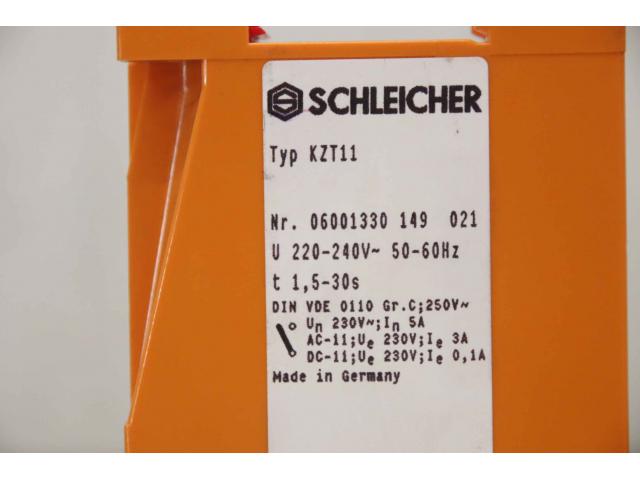 SCHLEICHER
Typ KZT11
Nr. 06001330 149 021
U 220-240V~ 50-60Hz
t 1,5-30s
DIN VDE 0110 Gr.C;250V~
Un 230V~;In 5A
AC-11;Ue 230V;Ie 3A
DC-11;Ue 230V;Ie 0,1A
Made in Germany